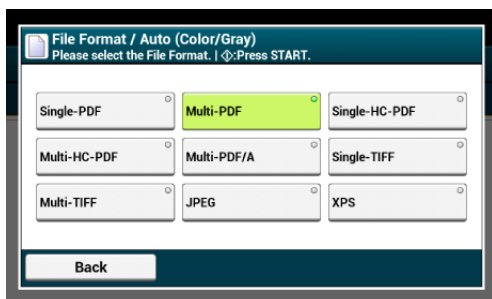 File Format / Auto (Color/Gray)
Please select the File Format. | :Press START.
Single-PDF
Multi-PDF
Single-HC-PDF
Multi-HC-PDF
Multi-PDF/A
Single-TIFF
Multi-TIFF
JPEG
XPS
Back